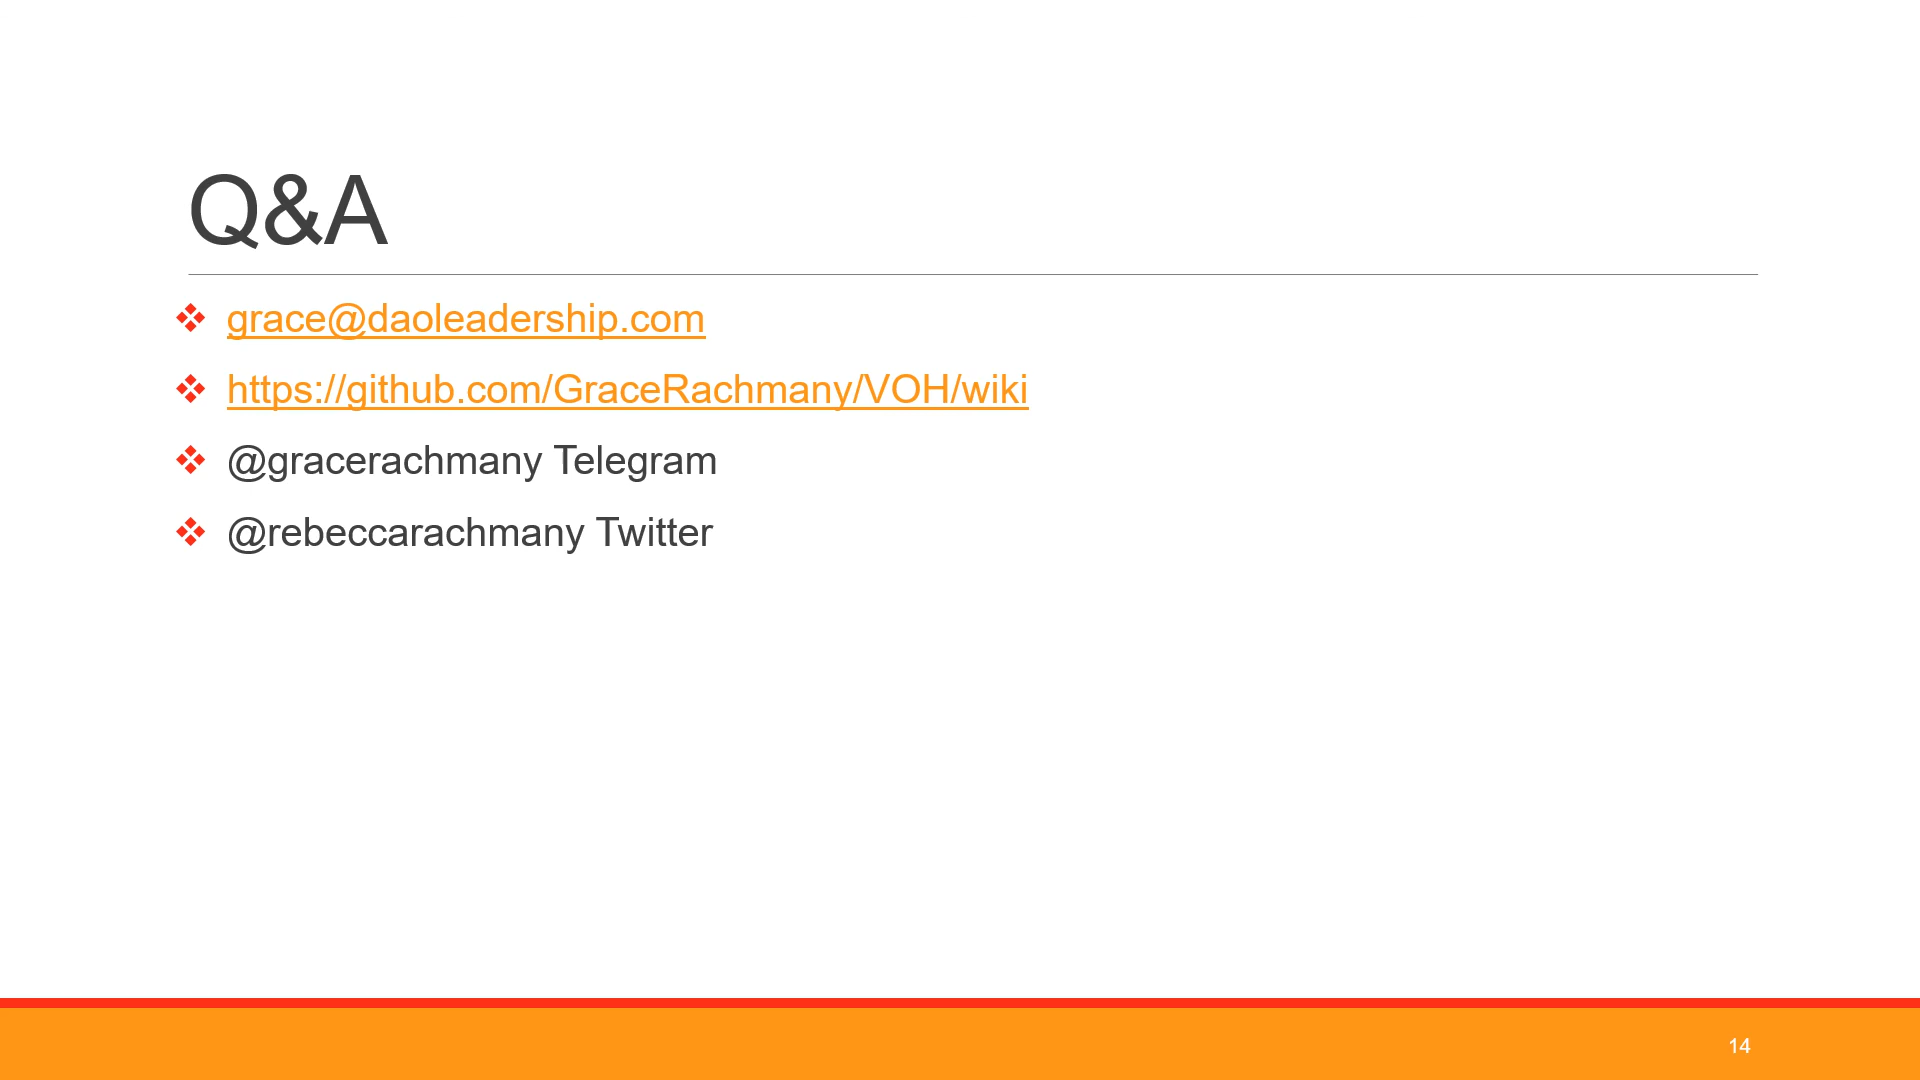 Q&A
grace@daoleadership.com
https://github.com/GraceRachmany/VOH/wiki
@gracerachmany Telegram
@rebeccarachmany Twitter
14